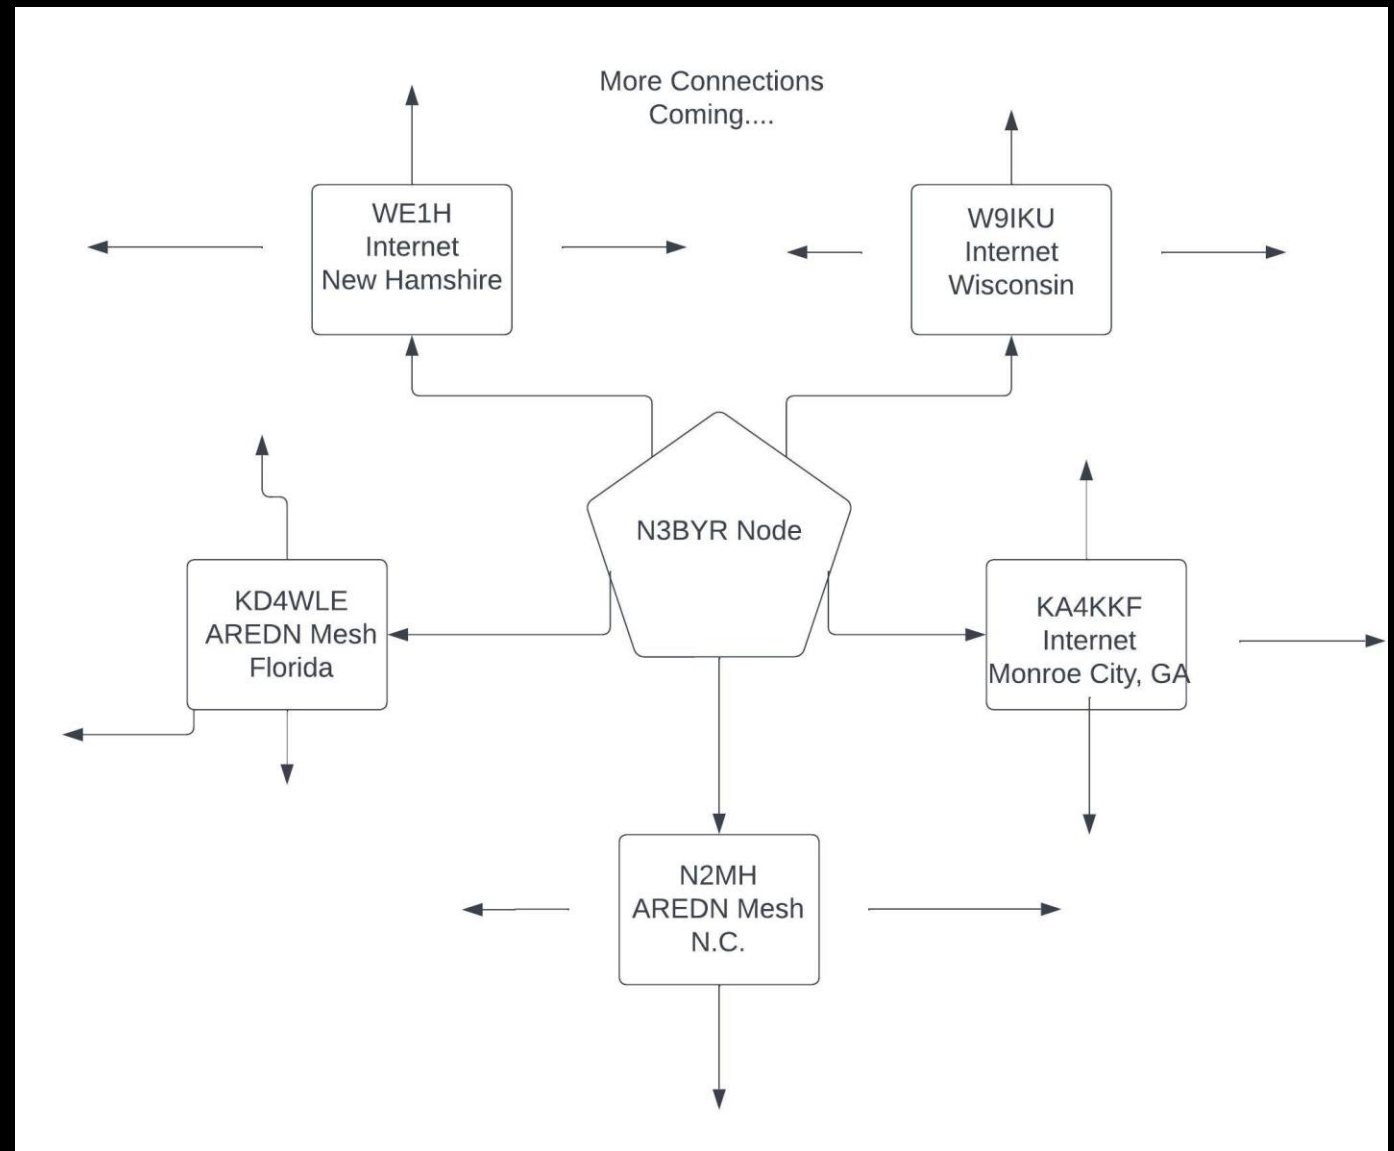 More Connections
Coming....
WE1H
Internet
New Hamshire
W9IKU
Internet
Wisconsin
N3BYR Node
KD4WLE
AREDN Mesh
Florida
KA4KKF
Internet
Monroe City, GA
N2MH
AREDN Mesh
N.C.